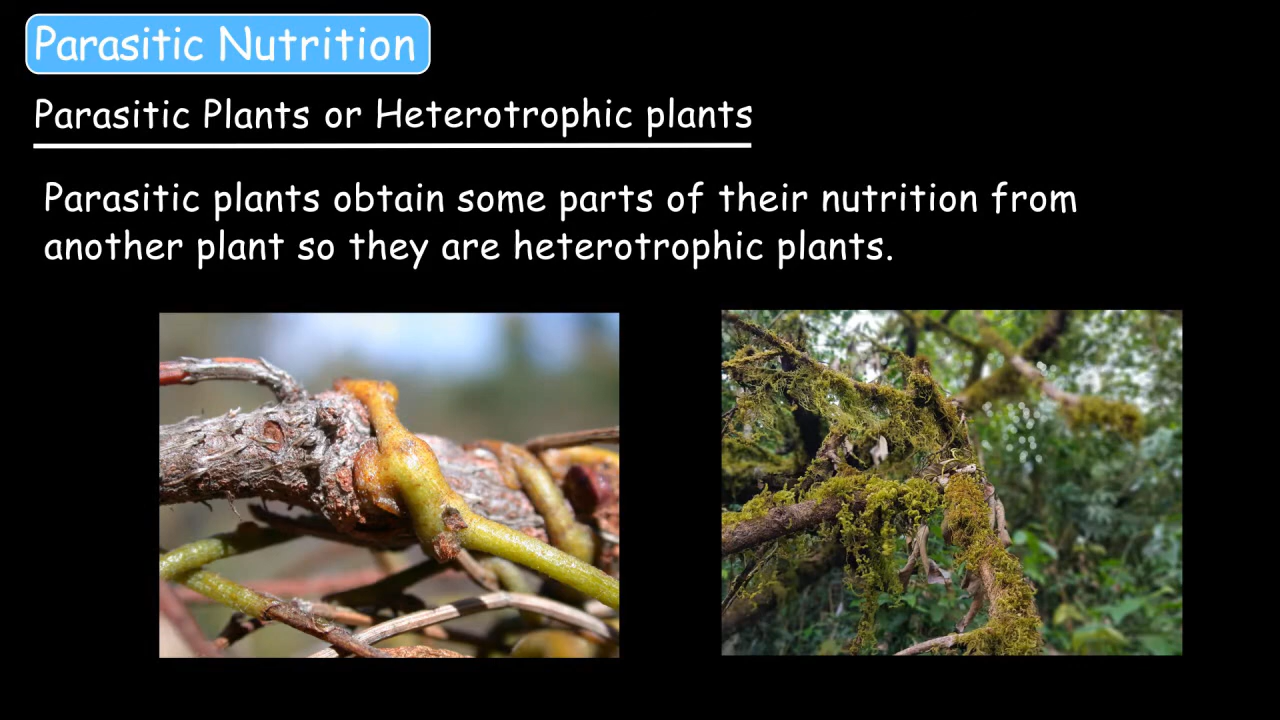 Parasitic Nutrition
Parasitic Plants or Heterotrophic plants
Parasitic plants obtain some parts of their nutrition from
another plant so they are heterotrophic plants.